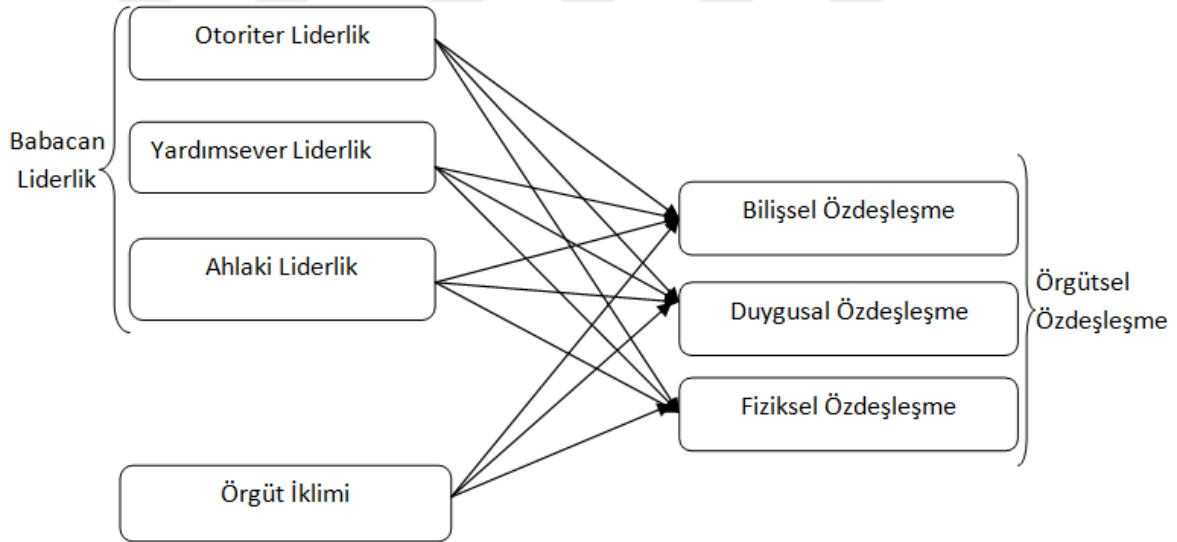 Otoriter Liderlik
Babacan
Liderlik
Yardımsever Liderlik
Ahlaki Liderlik
Örgüt İklimi
Bilişsel Özdeşleşme
Duygusal Özdeşleşme
Fiziksel Özdeşleşme
Örgütsel
Özdeşleşme